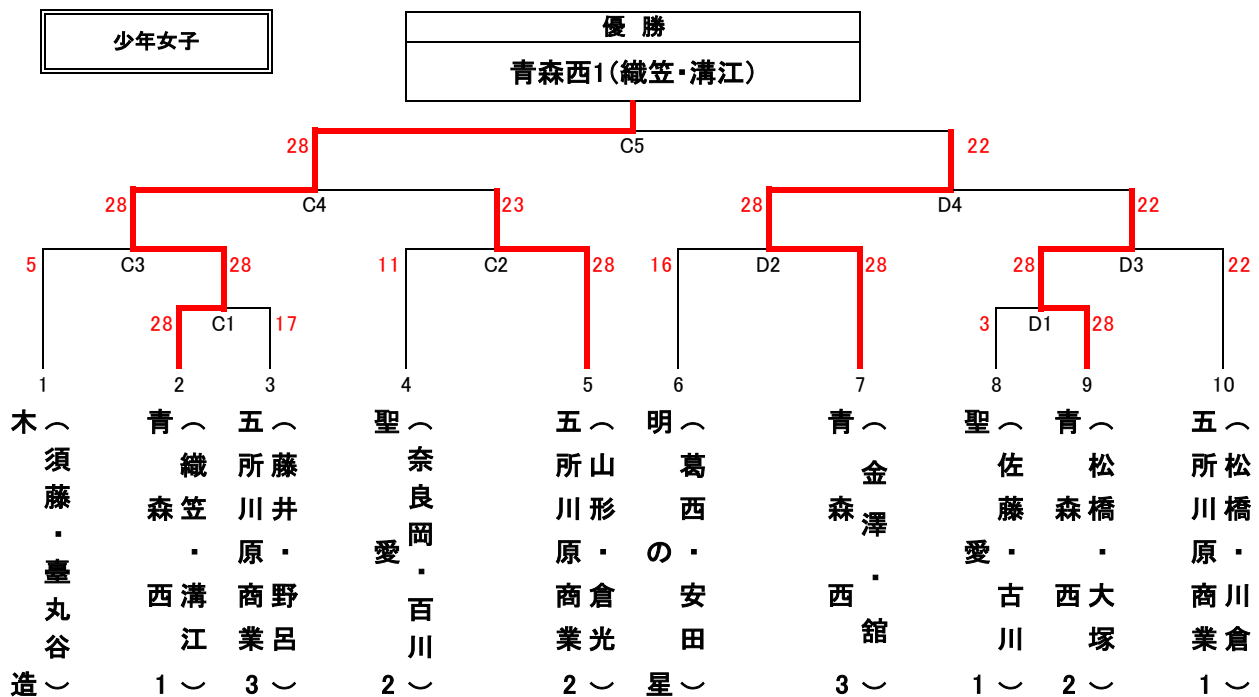 少年女子
優 勝
青森西1(織笠・溝江)
C5
28
22
28
C4
23
28
D4
22
5
C3
28
11
C2
28
16
D2
28
28
D3
22
28
C1
17
3
D1
28
1
2
3
4
5
6
7
8
9
10
木造
(須藤・臺丸谷)
青森西1
(織笠・溝江)
五所川原商業3
(藤井・野呂)
聖愛2
(奈良岡・百川)
五所川原商業2
(山形・倉光)
明の星
(葛西・安田)
青森西3
(金澤・舘)
聖愛1
(佐藤・古川)
青森西2
(松橋・大塚)
五所川原商業1
(松橋・川倉)